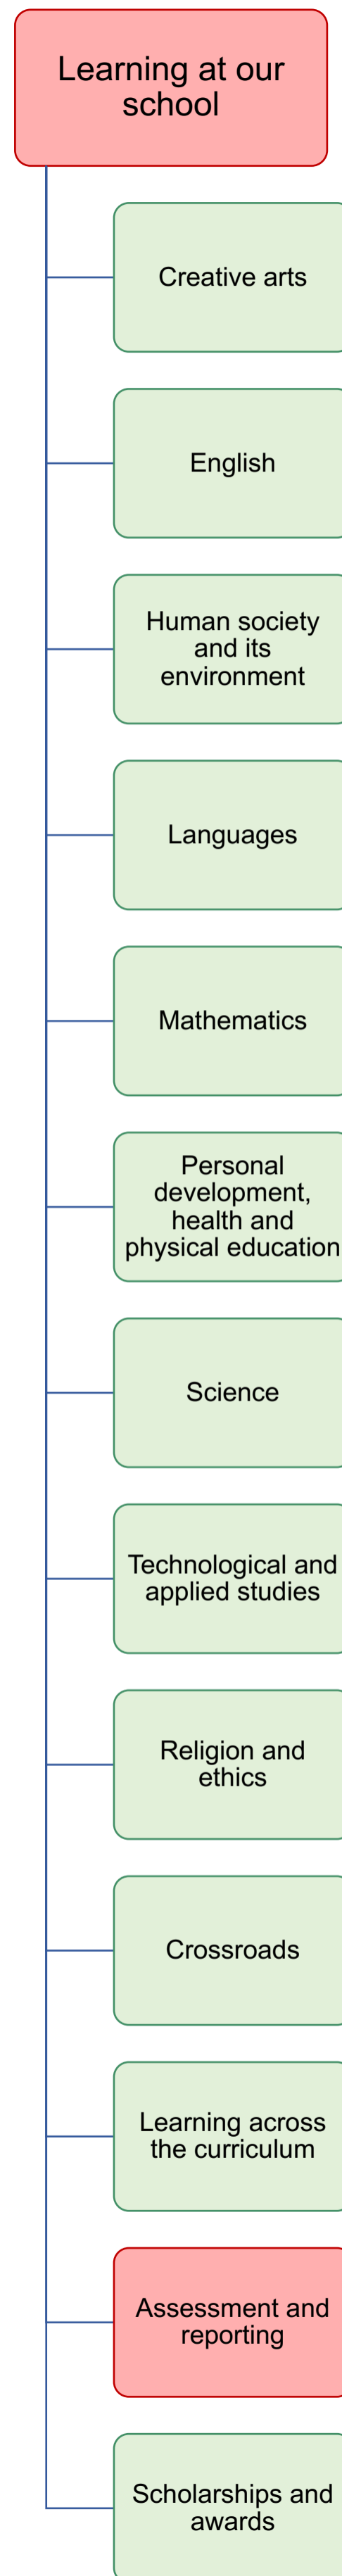 Learning at our
school
Creative arts
English
Human society
and its
environment
Languages
Mathematics
Personal
development,
health and
physical education
Science
Technological and
applied studies
Religion and
ethics
Crossroads
Learning across
the curriculum
Assessment and
reporting
Scholarships and
awards